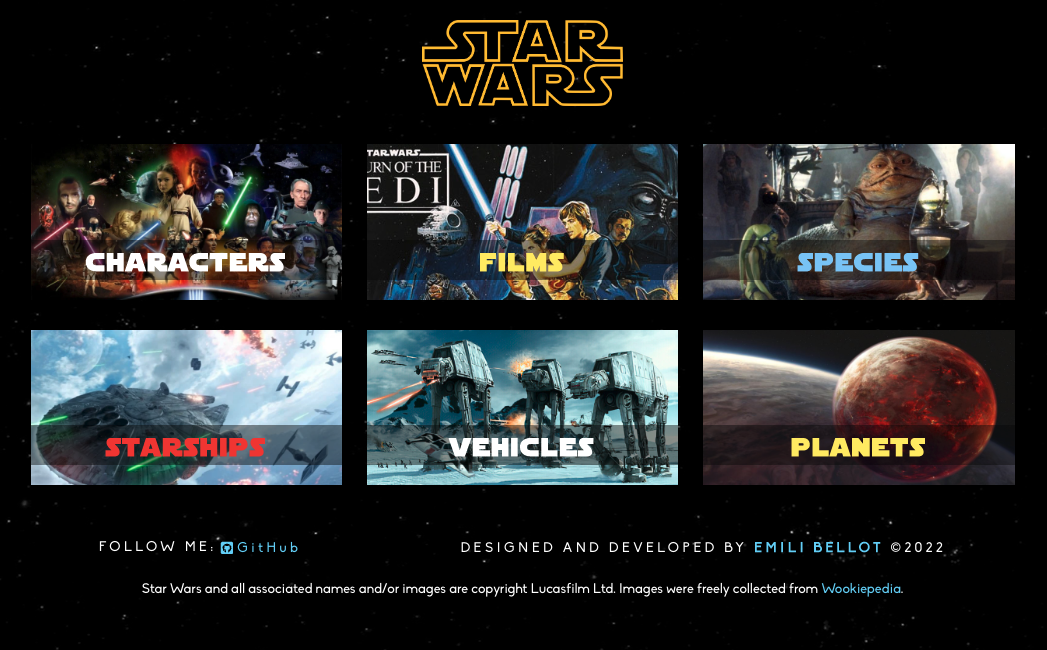 STAR
WARS
STAR WARS
URN OF THE
EDI
CHARACTERS
FILMS
SPECIES
STARSHIPS
VEHICLES
PLANETS
FOLLOW ME: GitHub
DESIGNED AND DEVELOPED BY EMILI BELLOT ©2022
Star Wars and all associated names and/or images are copyright Lucasfilm Ltd. Images were freely collected from Wookiepedia.